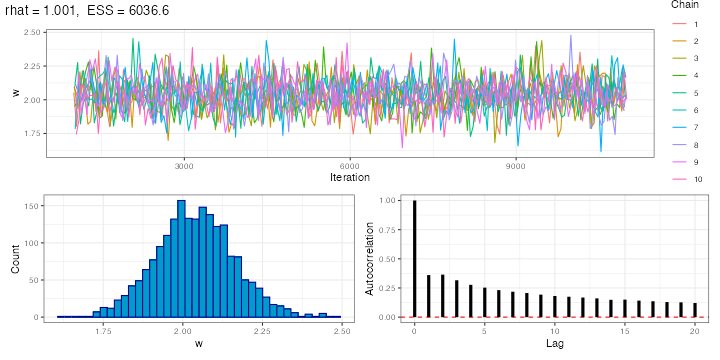 rhat = 1.001, ESS = 6036.6
Chain
1
2
3
4
5
6
7
8
9
10
2.50
2.25
2.00
1.75
w
3000 6000 9000
Iteration
150
100
50
0
Count
1.75 2.00 2.25 2.50
w
1.00
0.75
0.50
0.25
0.00
Autocorrelation
0 5 10 15 20
Lag